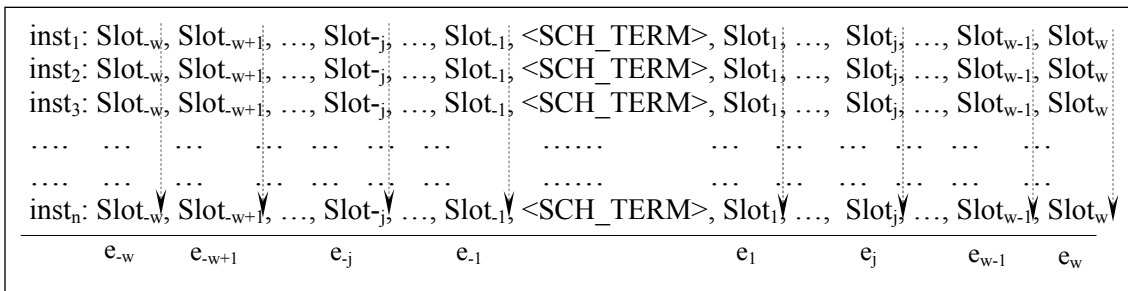 inst₁: Slot₋w, Slot₋w₊₁, …, Slot-ⱼ, …, Slot₋₁, <SCH_TERM>, Slot₁, …, Slotⱼ, …, Slotw₋₁, Slotw
inst₂: Slot₋w, Slot₋w₊₁, …, Slot-ⱼ, …, Slot₋₁, <SCH_TERM>, Slot₁, …, Slotⱼ, …, Slotw₋₁, Slotw
inst₃: Slot₋w, Slot₋w₊₁, …, Slot-ⱼ, …, Slot₋₁, <SCH_TERM>, Slot₁, …, Slotⱼ, …, Slotw₋₁, Slotw
…. … … … … … … …… … … … … … …
…. … … … … … … …… … … … … … …
instₙ: Slot₋w, Slot₋w₊₁, …, Slot-ⱼ, …, Slot₋₁, <SCH_TERM>, Slot₁, …, Slotⱼ, …, Slotw₋₁, Slotw
e₋w e₋w₊₁ e₋ⱼ e₋₁ e₁ eⱼ ew₋₁ ew